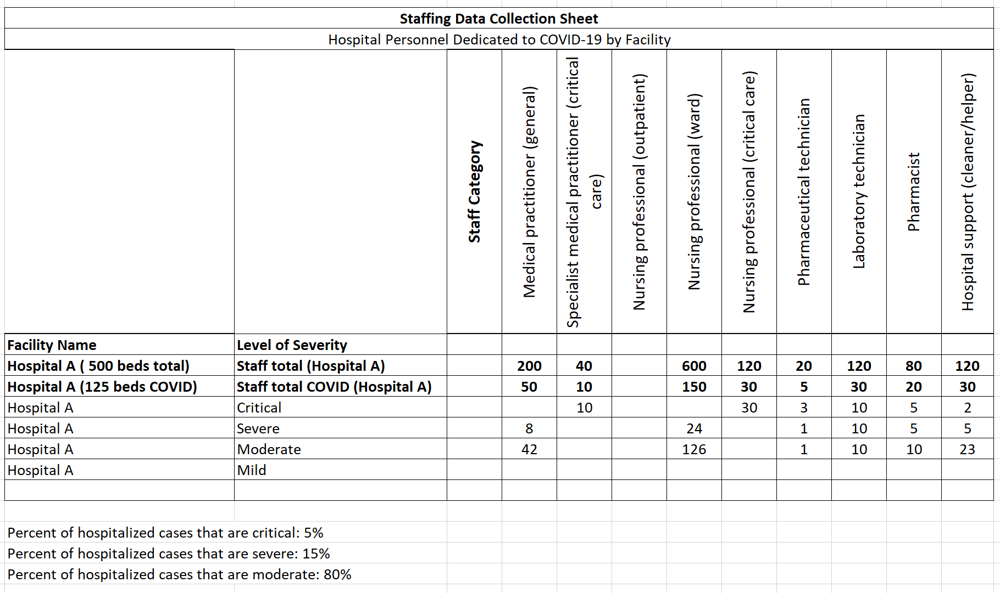 Staffing Data Collection Sheet
Hospital Personnel Dedicated to COVID-19 by Facility
Staff Category
Medical practitioner (general)
Specialist medical practitioner (critical
care)
Nursing professional (outpatient)
Nursing professional (ward)
Nursing professional (critical care)
Pharmaceutical technician
Laboratory technician
Pharmacist
Hospital support (cleaner/helper)
Facility Name Level of Severity
Hospital A ( 500 beds total) Staff total (Hospital A) 200 40 600 120 20 120 80 120
Hospital A (125 beds COVID) Staff total COVID (Hospital A) 50 10 150 30 5 30 20 30
Hospital A Critical 10 30 3 10 5 2
Hospital A Severe 8 24 1 10 5 5
Hospital A Moderate 42 126 1 10 10 23
Hospital A Mild
Percent of hospitalized cases that are critical: 5%
Percent of hospitalized cases that are severe: 15%
Percent of hospitalized cases that are moderate: 80%